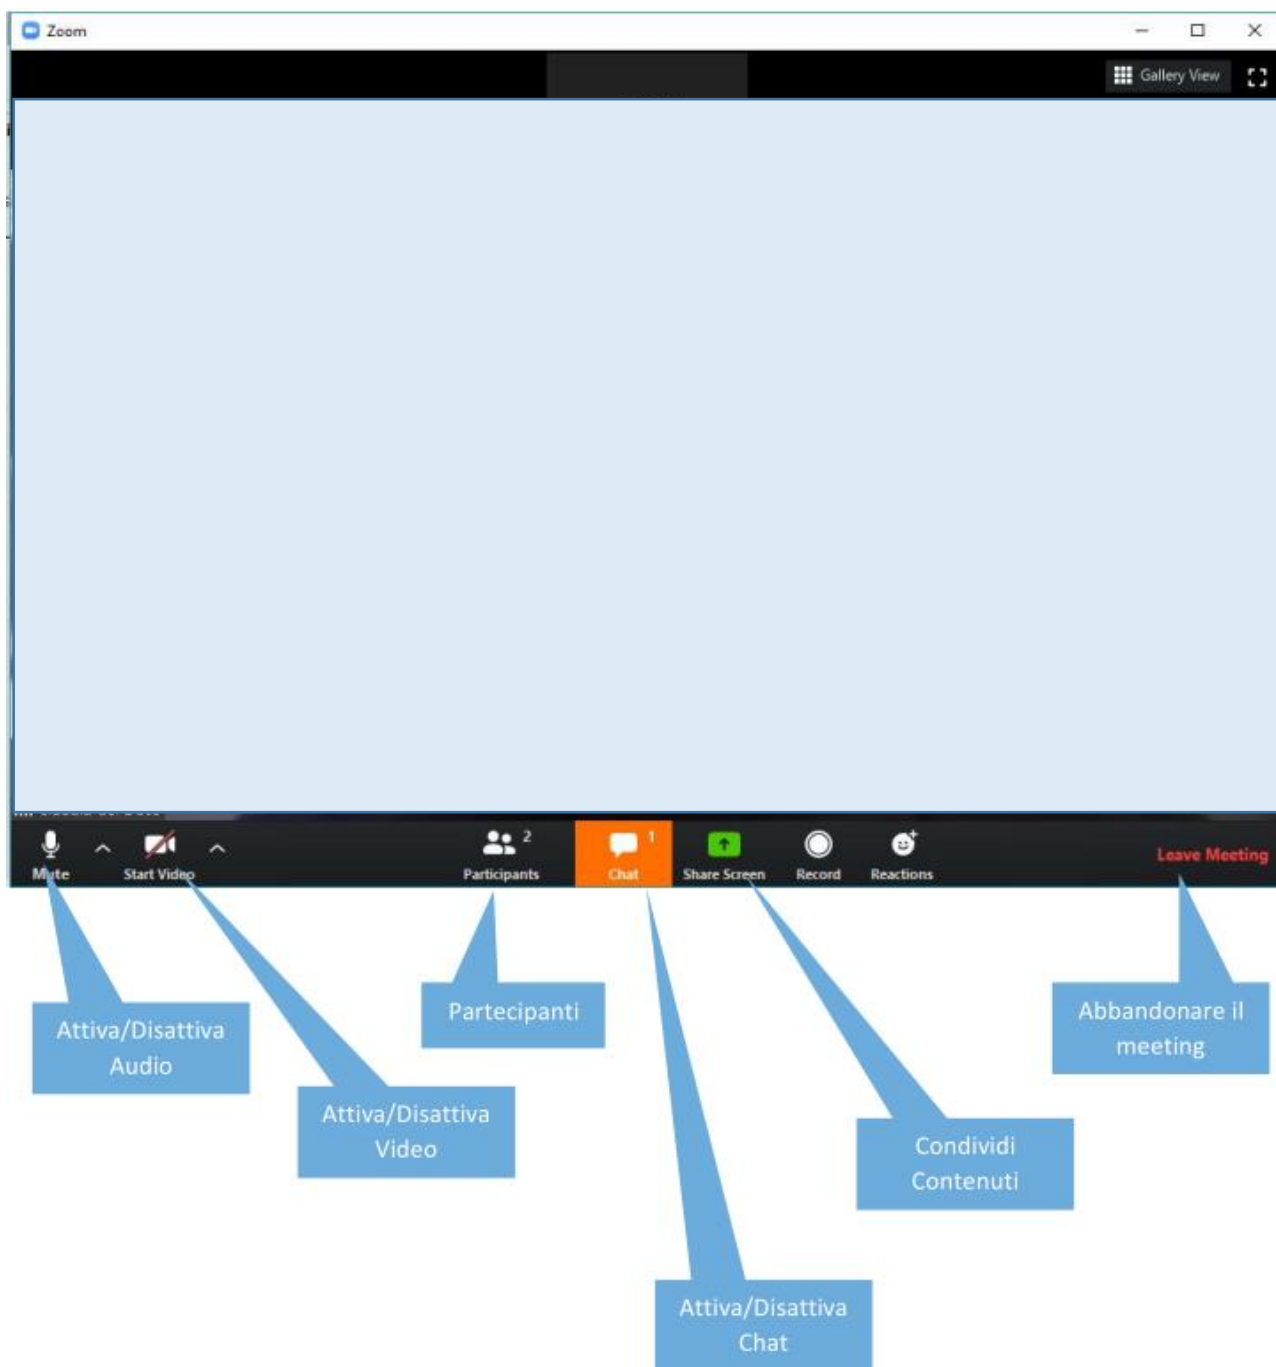 Zoom
Gallery View
2
1
Mute
Start Video
Participants
Chat
Share Screen
Record
Reactions
Leave Meeting
Attiva/Disattiva
Audio
Attiva/Disattiva
Video
Partecipanti
Attiva/Disattiva
Chat
Condividi
Contenuti
Abbandonare il
meeting